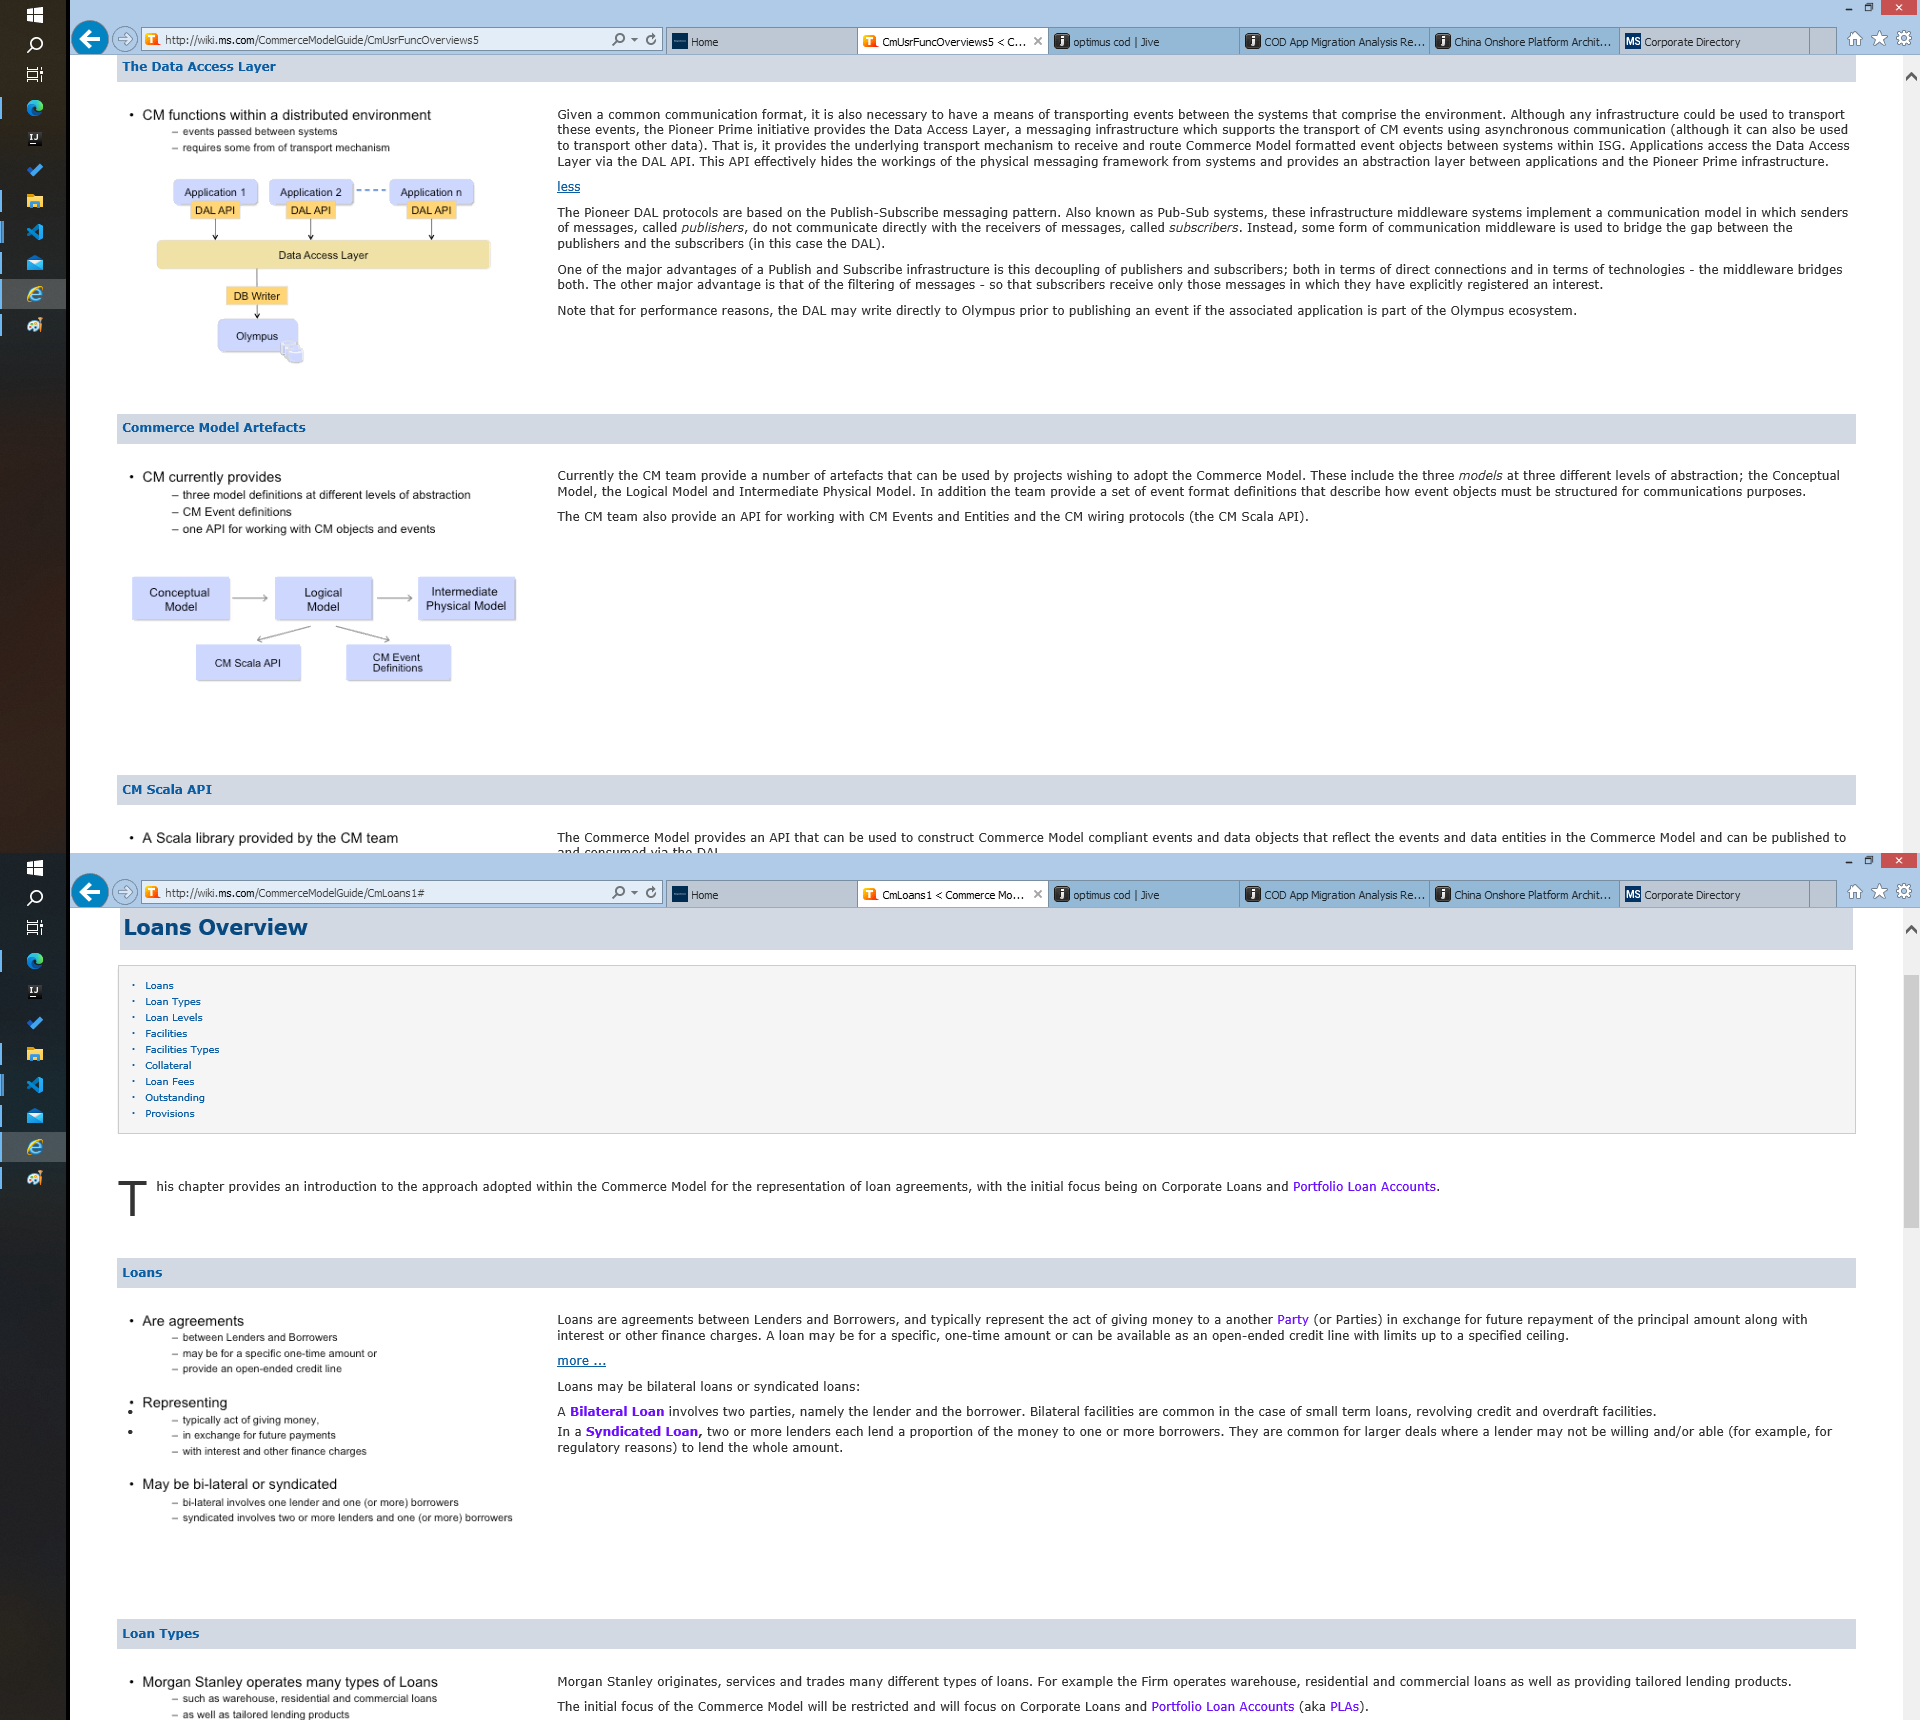 http://wiki.ms.com/CommerceModelGuide/CmUsrFuncOverviews5
Home
CmUsrFuncOverviews5 < C...
optimus cod | Jive
COD App Migration Analysis Re...
China Onshore Platform Archit...
MS Corporate Directory
The Data Access Layer
• CM functions within a distributed environment
– events passed between systems
– requires some from of transport mechanism
Application 1
Application 2
Application n
DAL API
DAL API
DAL API
Data Access Layer
DB Writer
Olympus
Given a common communication format, it is also necessary to have a means of transporting events between the systems that comprise the environment. Although any infrastructure could be used to transport
these events, the Pioneer Prime initiative provides the Data Access Layer, a messaging infrastructure which supports the transport of CM events using asynchronous communication (although it can also be used
to transport other data). That is, it provides the underlying transport mechanism to receive and route Commerce Model formatted event objects between systems within ISG. Applications access the Data Access
Layer via the DAL API. This API effectively hides the workings of the physical messaging framework from systems and provides an abstraction layer between applications and the Pioneer Prime infrastructure.
less
The Pioneer DAL protocols are based on the Publish-Subscribe messaging pattern. Also known as Pub-Sub systems, these infrastructure middleware systems implement a communication model in which senders
of messages, called publishers, do not communicate directly with the receivers of messages, called subscribers. Instead, some form of communication middleware is used to bridge the gap between the
publishers and the subscribers (in this case the DAL).
One of the major advantages of a Publish and Subscribe infrastructure is this decoupling of publishers and subscribers; both in terms of direct connections and in terms of technologies - the middleware bridges
both. The other major advantage is that of the filtering of messages - so that subscribers receive only those messages in which they have explicitly registered an interest.
Note that for performance reasons, the DAL may write directly to Olympus prior to publishing an event if the associated application is part of the Olympus ecosystem.
Commerce Model Artefacts
• CM currently provides
– three model definitions at different levels of abstraction
– CM Event definitions
– one API for working with CM objects and events
Conceptual
Model
Logical
Model
Intermediate
Physical Model
CM Scala API
CM Event
Definitions
Currently the CM team provide a number of artefacts that can be used by projects wishing to adopt the Commerce Model. These include the three models at three different levels of abstraction; the Conceptual
Model, the Logical Model and Intermediate Physical Model. In addition the team provide a set of event format definitions that describe how event objects must be structured for communications purposes.
The CM team also provide an API for working with CM Events and Entities and the CM wiring protocols (the CM Scala API).
CM Scala API
• A Scala library provided by the CM team
The Commerce Model provides an API that can be used to construct Commerce Model compliant events and data objects that reflect the events and data entities in the Commerce Model and can be published to
and consumed via the DAL
http://wiki.ms.com/CommerceModelGuide/CmLoans1#
Home
CmLoans1 < Commerce Mo...
optimus cod | Jive
COD App Migration Analysis Re...
China Onshore Platform Archit...
MS Corporate Directory
Loans Overview
· Loans
· Loan Types
· Loan Levels
· Facilities
· Facilities Types
· Collateral
· Loan Fees
· Outstanding
· Provisions
This chapter provides an introduction to the approach adopted within the Commerce Model for the representation of loan agreements, with the initial focus being on Corporate Loans and Portfolio Loan Accounts.
Loans
• Are agreements
– between Lenders and Borrowers
– may be for a specific one-time amount or
– provide an open-ended credit line
• Representing
– typically act of giving money,
– in exchange for future payments
– with interest and other finance charges
• May be bi-lateral or syndicated
– bi-lateral involves one lender and one (or more) borrowers
– syndicated involves two or more lenders and one (or more) borrowers
Loans are agreements between Lenders and Borrowers, and typically represent the act of giving money to a another Party (or Parties) in exchange for future repayment of the principal amount along with
interest or other finance charges. A loan may be for a specific, one-time amount or can be available as an open-ended credit line with limits up to a specified ceiling.
more ...
Loans may be bilateral loans or syndicated loans:
• A Bilateral Loan involves two parties, namely the lender and the borrower. Bilateral facilities are common in the case of small term loans, revolving credit and overdraft facilities.
• In a Syndicated Loan, two or more lenders each lend a proportion of the money to one or more borrowers. They are common for larger deals where a lender may not be willing and/or able (for example, for
regulatory reasons) to lend the whole amount.
Loan Types
• Morgan Stanley operates many types of Loans
– such as warehouse, residential and commercial loans
– as well as tailored lending products
Morgan Stanley originates, services and trades many different types of loans. For example the Firm operates warehouse, residential and commercial loans as well as providing tailored lending products.
The initial focus of the Commerce Model will be restricted and will focus on Corporate Loans and Portfolio Loan Accounts (aka PLAs).